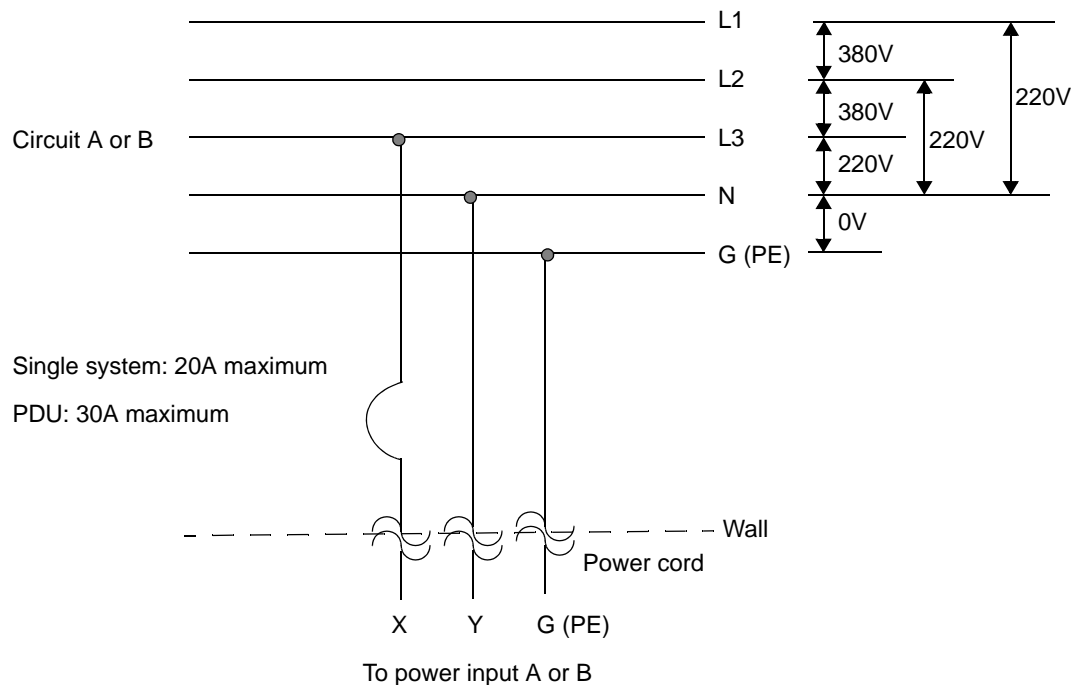 L1
380V
L2
220V
380V
Circuit A or B
L3
220V
220V
N
0V
G (PE)
Single system: 20A maximum
PDU: 30A maximum
Wall
Power cord
X Y G (PE)
To power input A or B